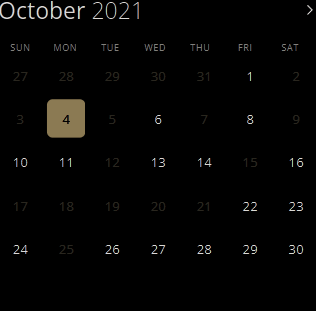 October 2021
SUN MON TUE WED THU FRI SAT
27 28 29 30 31 1 2
3 4 5 6 7 8 9
10 11 12 13 14 15 16
17 18 19 20 21 22 23
24 25 26 27 28 29 30